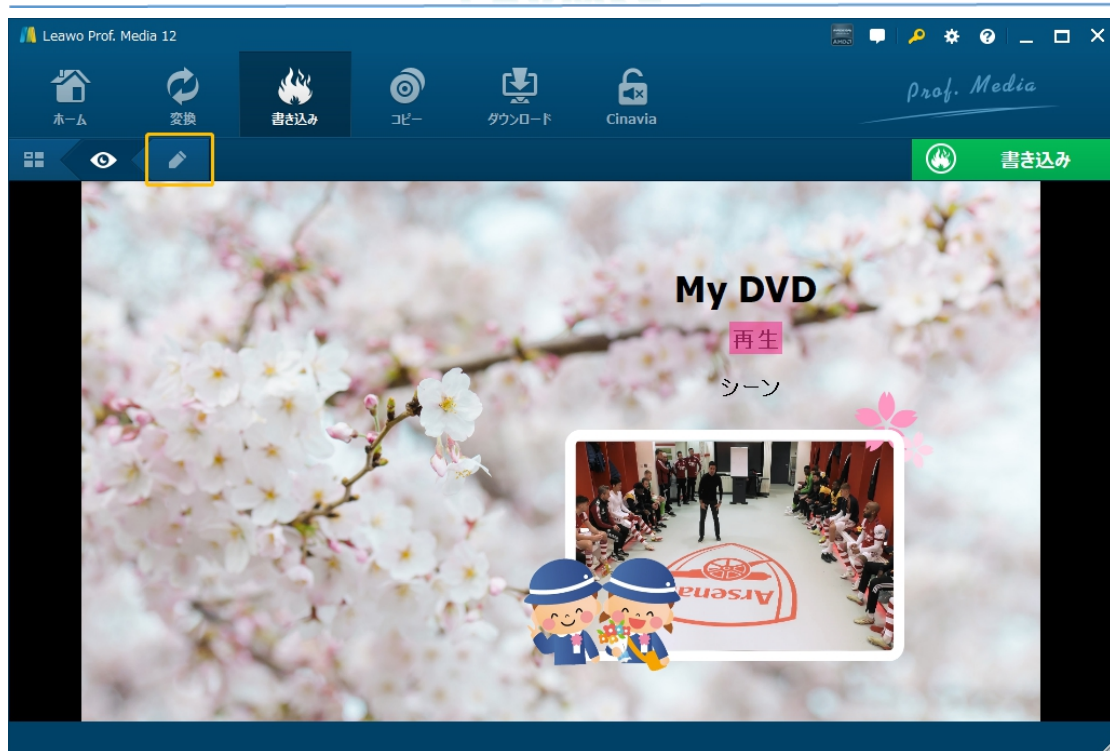 Leawo Prof. Media 12
ホーム
変換
書き込み
コピー
ダウンロード
Cinavia
Prof. Media
書き込み
My DVD
再生
シーン
Arsenal